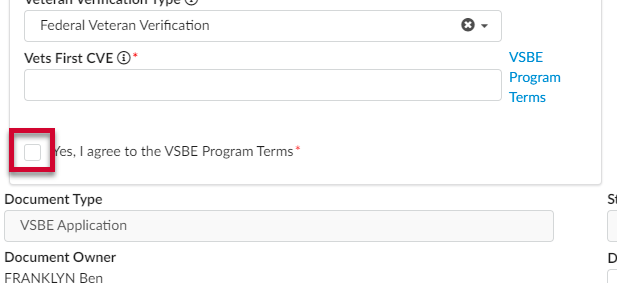 Veteran Verification Type
Federal Veteran Verification
Vets First CVE *
VSBE
Program
Terms
Yes, I agree to the VSBE Program Terms *
Document Type
VSBE Application
Document Owner
FRANKLYN Ben